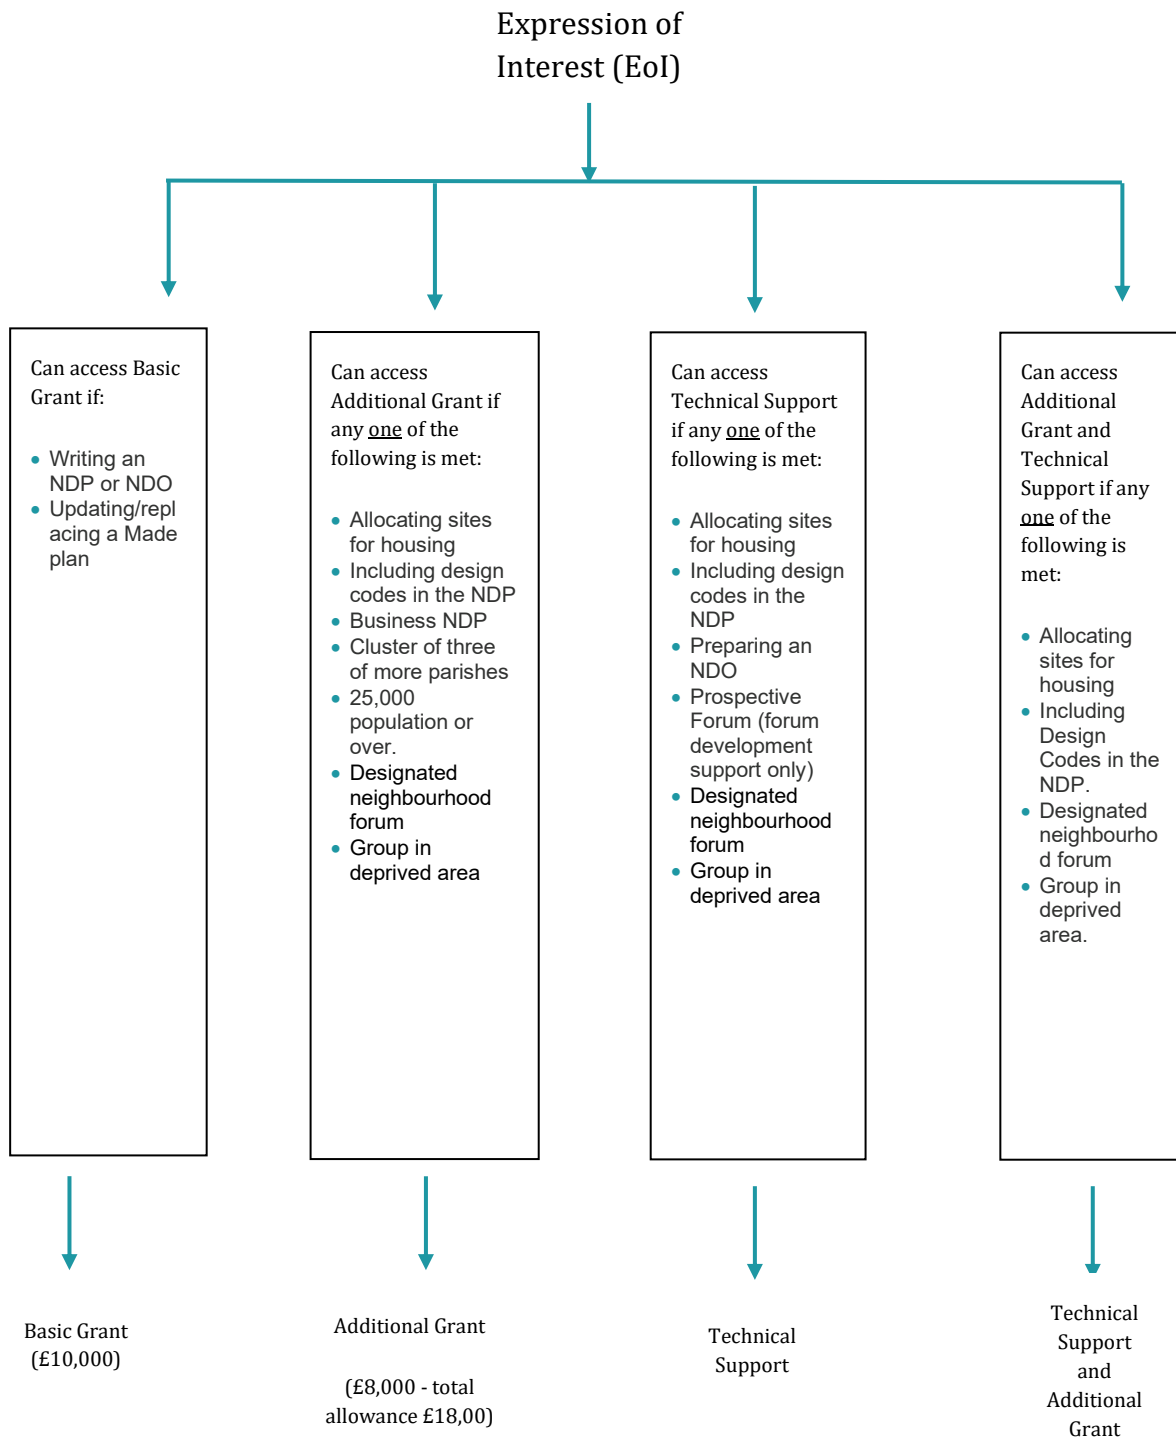 Expression of
Interest (EoI)
Can access Basic
Grant if:
• Writing an
NDP or NDO
• Updating/repl
acing a Made
plan
Can access
Additional Grant if
any one of the
following is met:
• Allocating sites
for housing
• Including design
codes in the NDP
• Business NDP
• Cluster of three
of more parishes
• 25,000
population or
over.
• Designated
neighbourhood
forum
• Group in
deprived area
Can access
Technical Support
if any one of the
following is met:
• Allocating sites
for housing
• Including design
codes in the
NDP
• Preparing an
NDO
• Prospective
Forum (forum
development
support only)
• Designated
neighbourhood
forum
• Group in
deprived area
Can access
Additional
Grant and
Technical
Support if any
one of the
following is
met:
• Allocating
sites for
housing
• Including
Design
Codes in the
NDP.
• Designated
neighbourho
d forum
• Group in
deprived
area.
Basic Grant
(£10,000)
Additional Grant
(£8,000 - total
allowance £18,00)
Technical
Support
Technical
Support
and
Additional
Grant